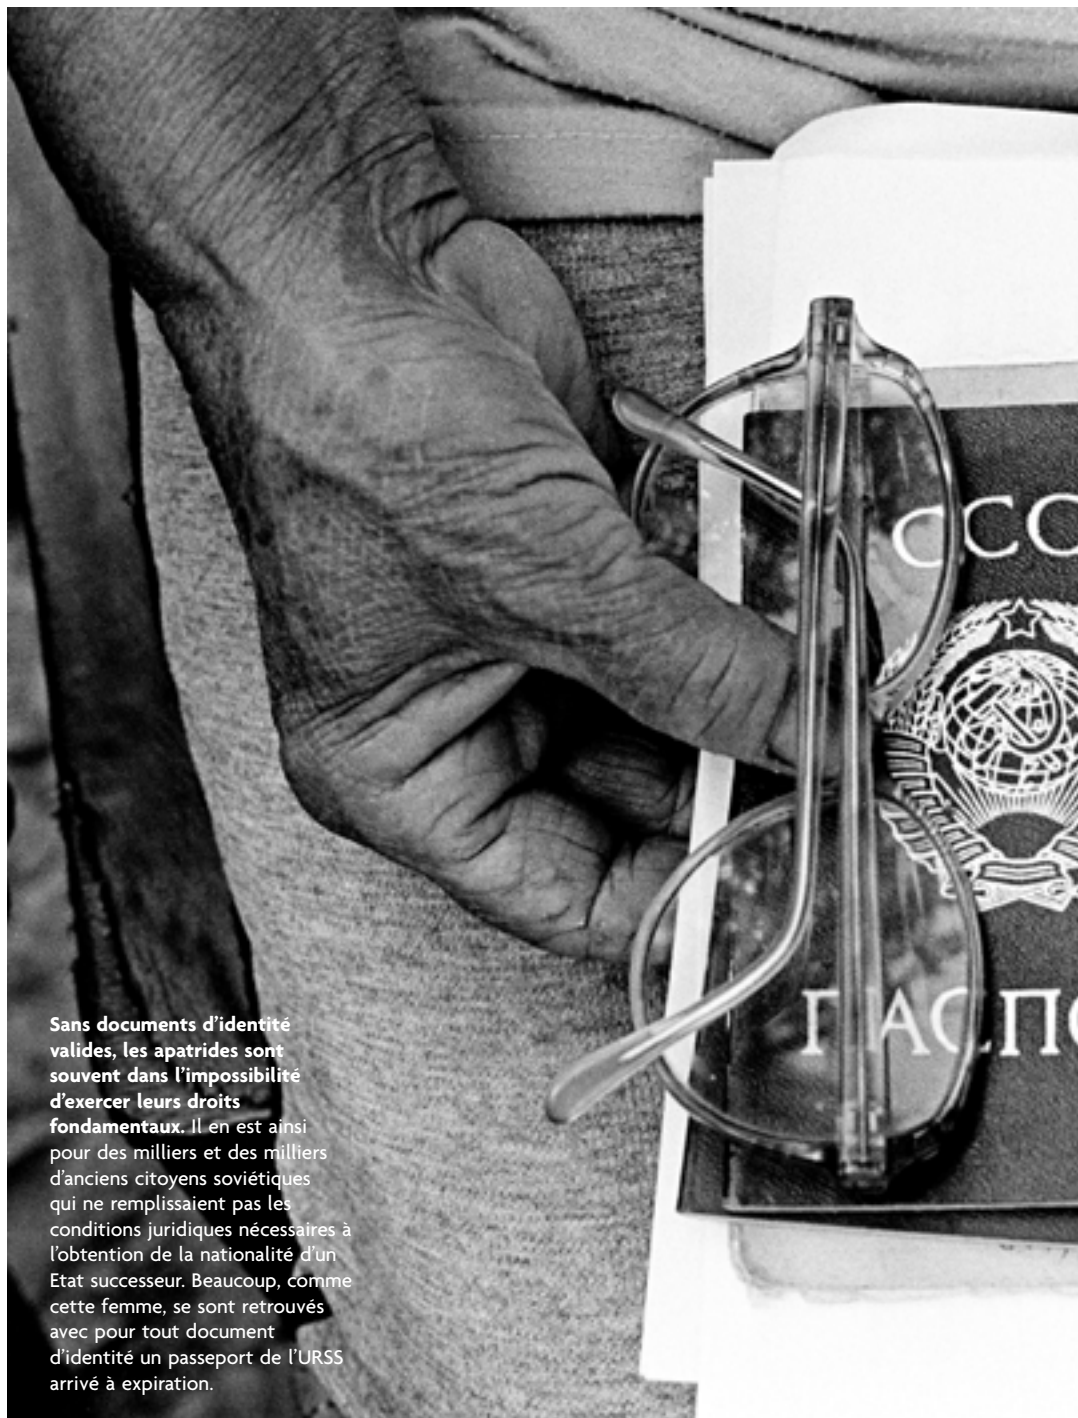 ССС
ПАСП
Sans documents d’identité
valides, les apatrides sont
souvent dans l’impossibilité
d’exercer leurs droits
fondamentaux. Il en est ainsi
pour des milliers et des milliers
d’anciens citoyens soviétiques
qui ne remplissaient pas les
conditions juridiques nécessaires à
l’obtention de la nationalité d’un
Etat successeur. Beaucoup, comme
cette femme, se sont retrouvés
avec pour tout document
d’identité un passeport de l’URSS
arrivé à expiration.